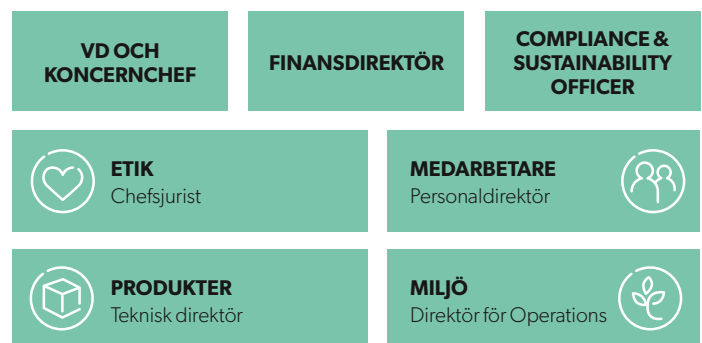 VD OCH
KONCERNCHEF
FINANSDIREKTÖR
COMPLIANCE &
SUSTAINABILITY
OFFICER
ETIK
Chefsjurist
MEDARBETARE
Personaldirektör
PRODUKTER
Teknisk direktör
MILJÖ
Direktör för Operations